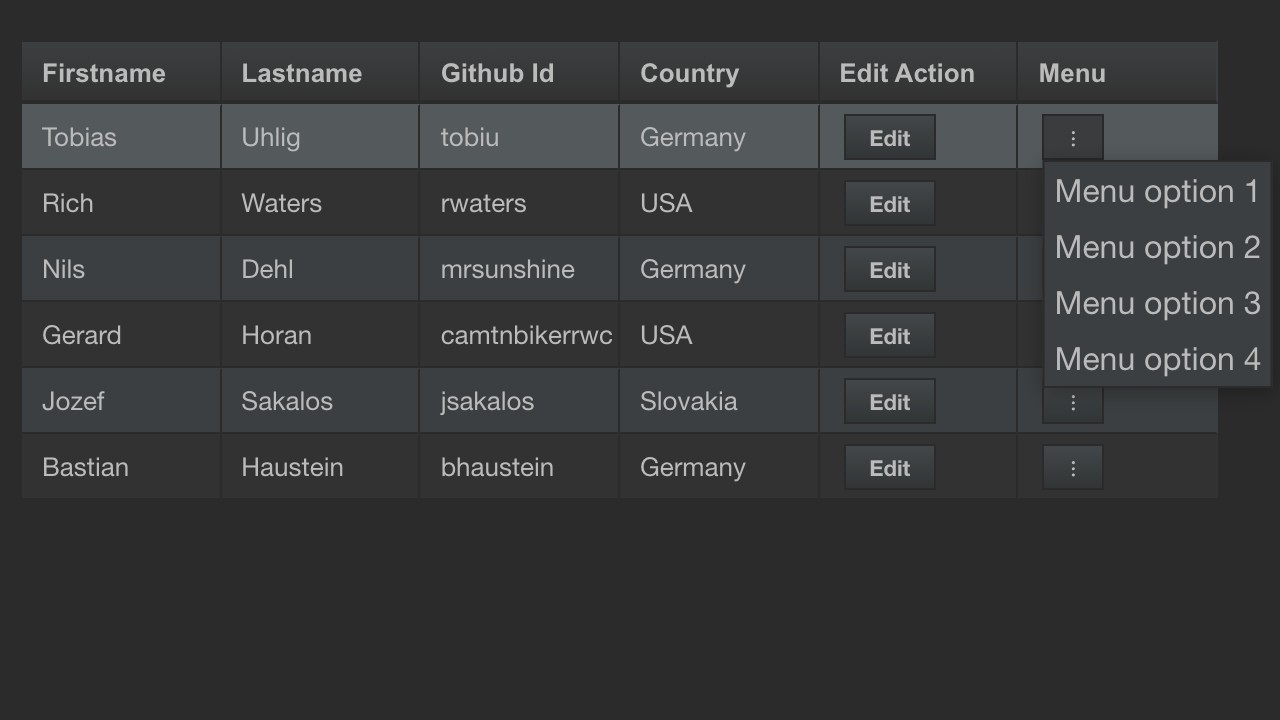 Firstname Lastname Github Id Country Edit Action Menu
Tobias Uhlig tobiu Germany Edit
Menu option 1
Rich Waters rwaters USA Edit
Menu option 2
Nils Dehl mrsunshine Germany Edit
Menu option 3
Gerard Horan camtnbikerrwc USA Edit
Menu option 4
Jozef Sakalos jsakalos Slovakia Edit
Bastian Haustein bhaustein Germany Edit